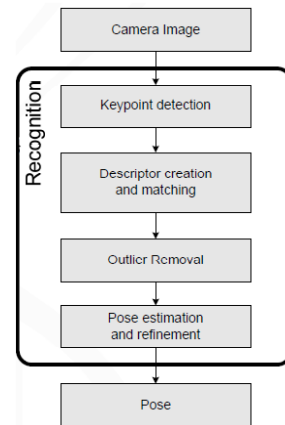 Camera Image
Recognition
Keypoint detection
Descriptor creation
and matching
Outlier Removal
Pose estimation
and refinement
Pose